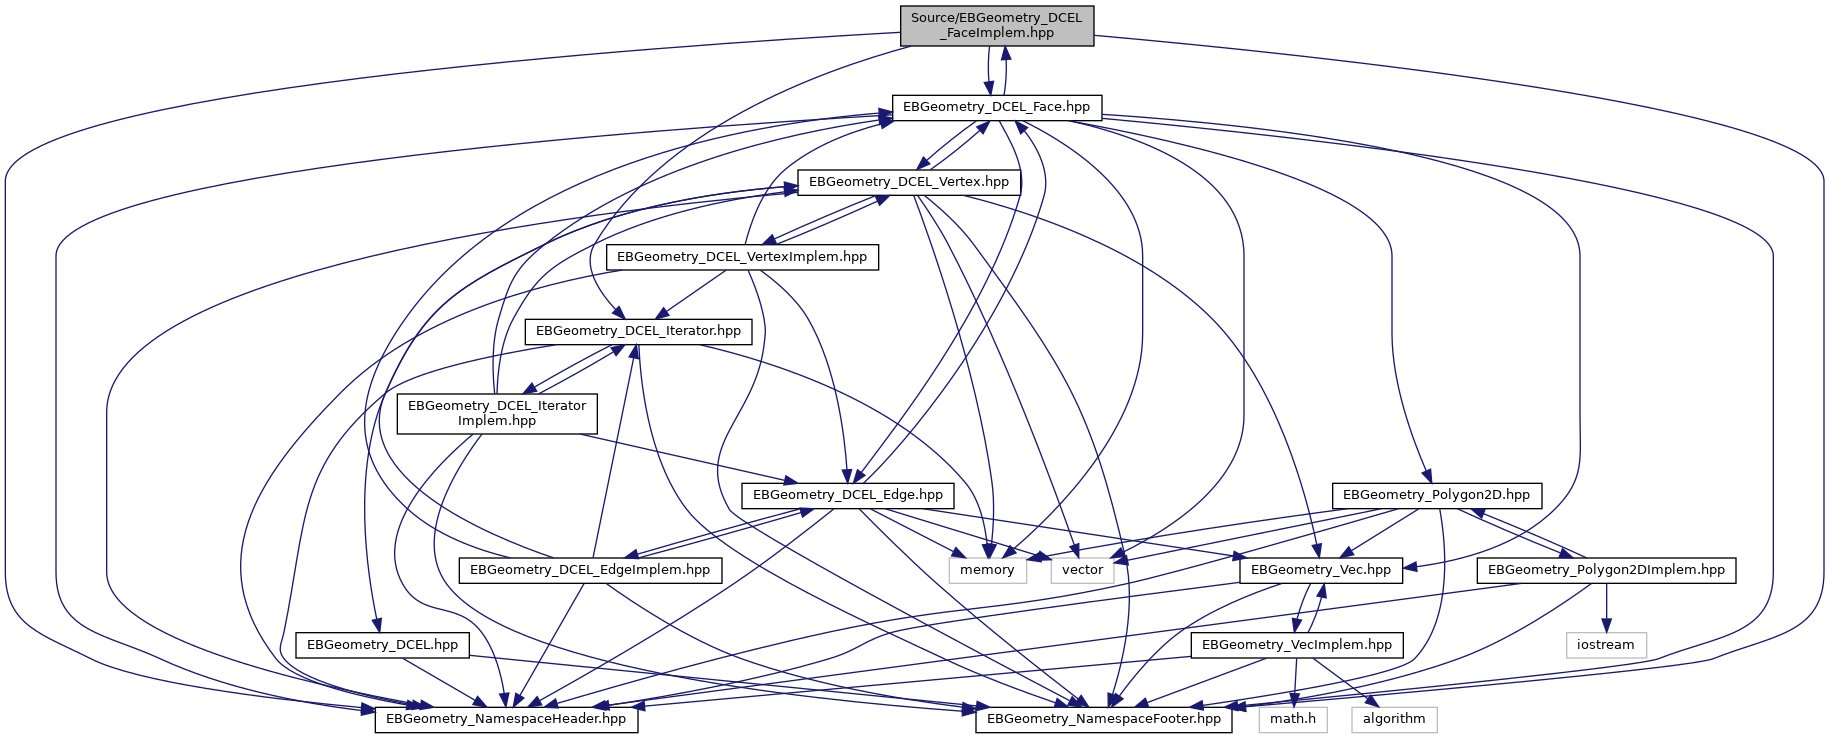 Source/EBGeometry_DCEL
_FaceImplem.hpp
EBGeometry_DCEL_Face.hpp
EBGeometry_DCEL_Vertex.hpp
EBGeometry_DCEL_VertexImplem.hpp
EBGeometry_DCEL_Iterator.hpp
EBGeometry_DCEL_Iterator
Implem.hpp
EBGeometry_DCEL_Edge.hpp
EBGeometry_Polygon2D.hpp
EBGeometry_DCEL_EdgeImplem.hpp
memory
vector
EBGeometry_Vec.hpp
EBGeometry_Polygon2DImplem.hpp
EBGeometry_DCEL.hpp
EBGeometry_VecImplem.hpp
iostream
EBGeometry_NamespaceHeader.hpp
EBGeometry_NamespaceFooter.hpp
math.h
algorithm